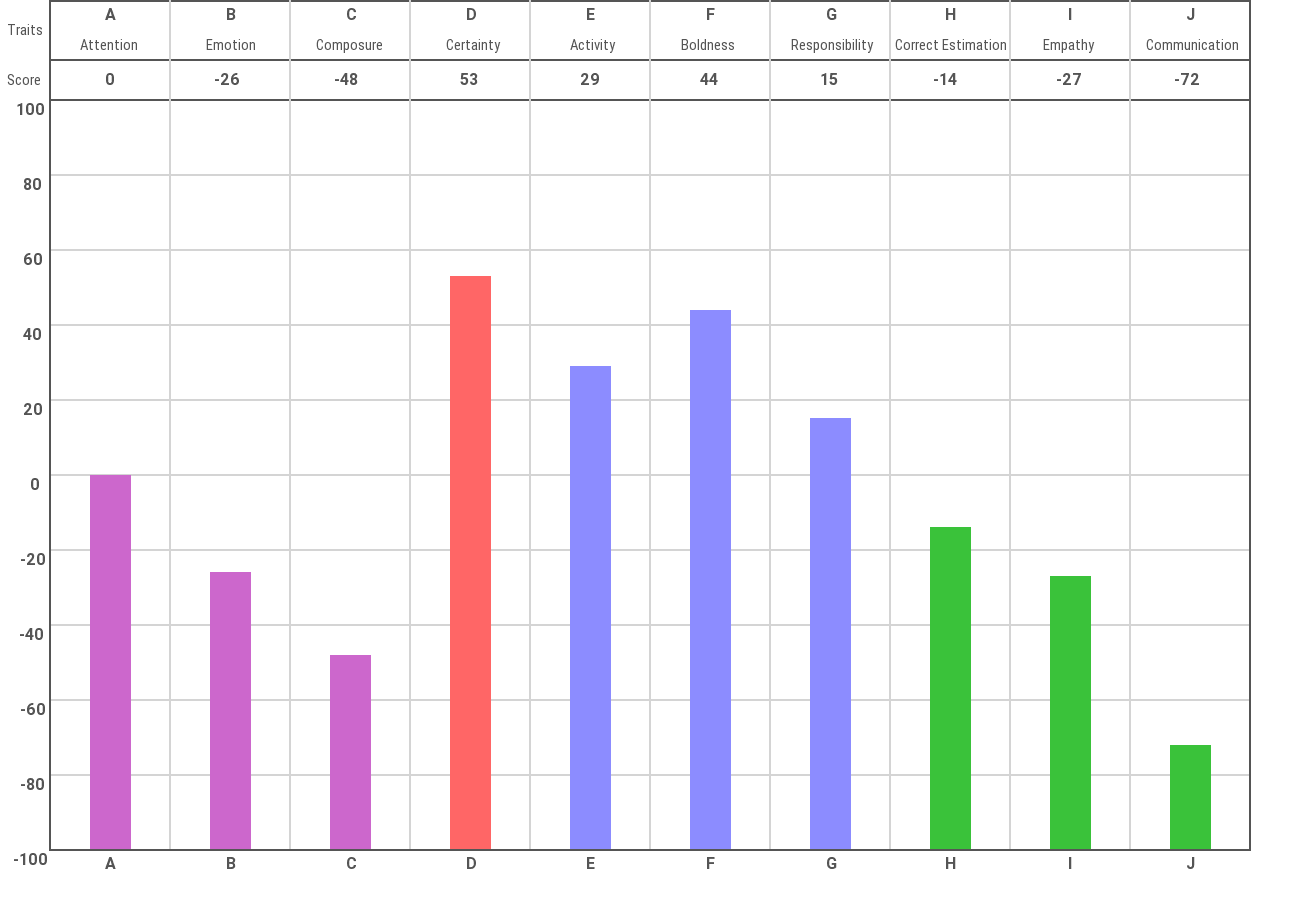 A B C D E F G H I J
Traits
Attention Emotion Composure Certainty Activity Boldness Responsibility Correct Estimation Empathy Communication
Score 0 -26 -48 53 29 44 15 -14 -27 -72
100
80
60
40
20
0
-20
-40
-60
-80
-100
A B C D E F G H I J